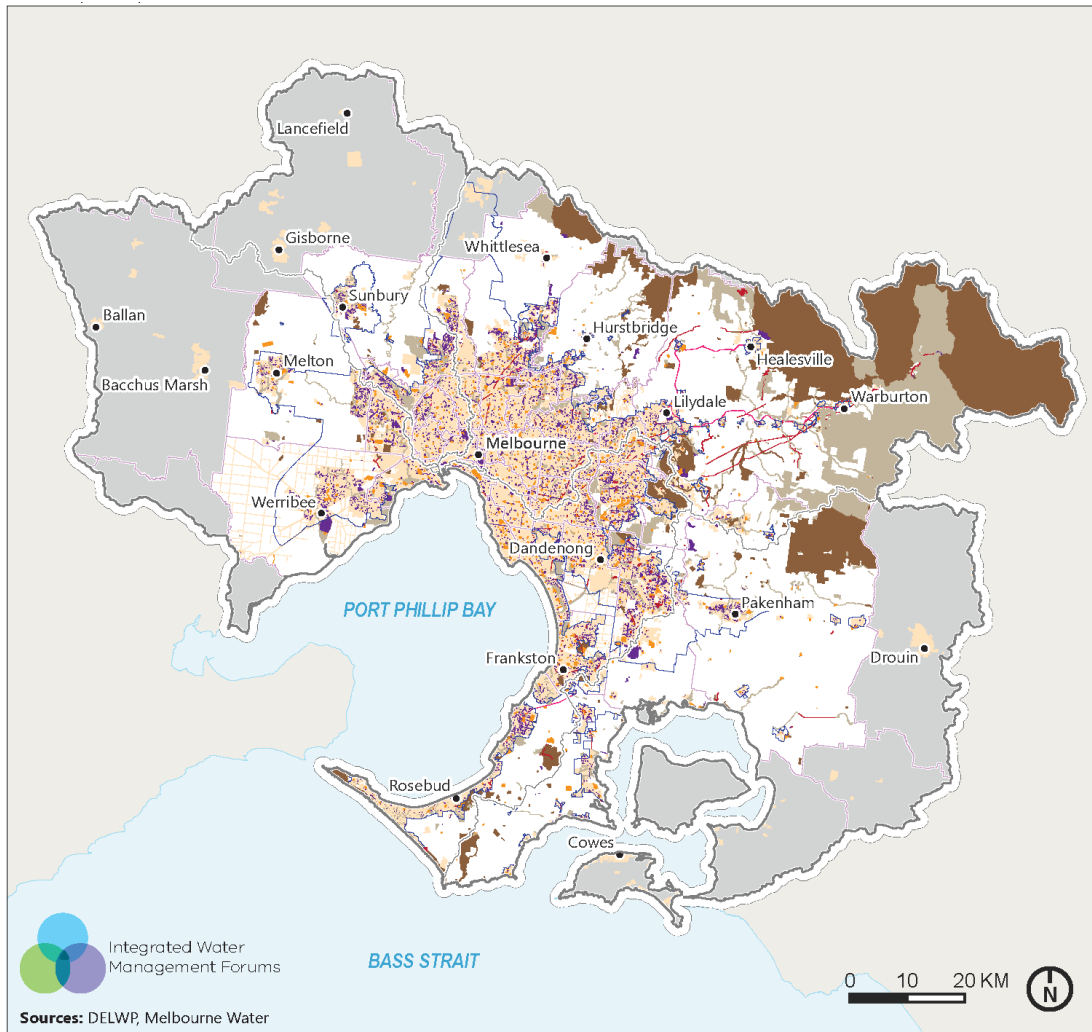 Lancefield
Gisborne
Whittlesea
Sunbury
Ballan
Hurstbridge
Healesville
Melton
Bacchus Marsh
Lilydale
Warburton
Melbourne
Werribee
Dandenong
PORT PHILLIP BAY
Pakenham
Frankston
Drouin
Rosebud
Cowes
Integrated Water
Management Forums
BASS STRAIT
0 10 20 KM
N
Sources: DELWP, Melbourne Water